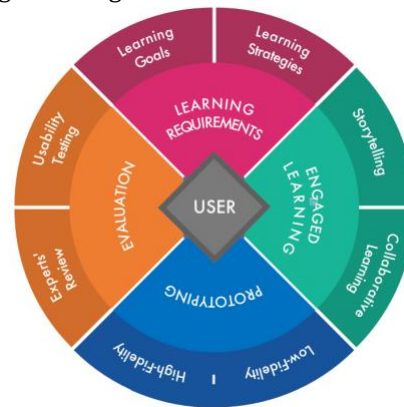 Learning
Goals
Learning
Strategies
LEARNING
REQUIREMENTS
Storytelling
Collaborative
Learning
ENGAGED
LEARNING
Low-Fidelity
High-Fidelity
PROTOTYPING
Experts'
Review
Usability
Testing
EVALUATION
USER